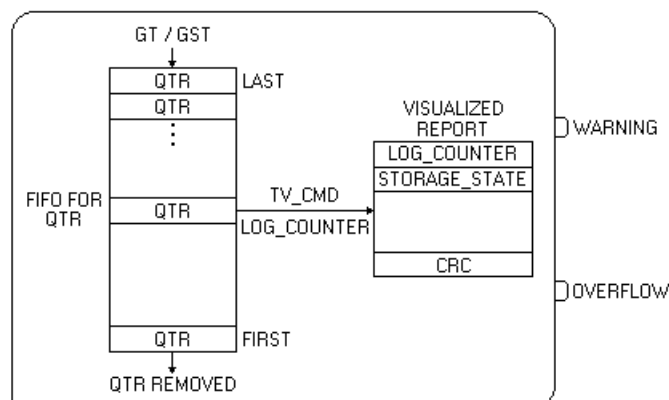 GT / GST
QTR
LAST
QTR
VISUALIZED
REPORT
WARNING
LOG_COUNTER
STORAGE_STATE
FIFO FOR
QTR
QTR
TV_CMD
LOG_COUNTER
CRC
OVERFLOW
QTR
FIRST
QTR REMOVED